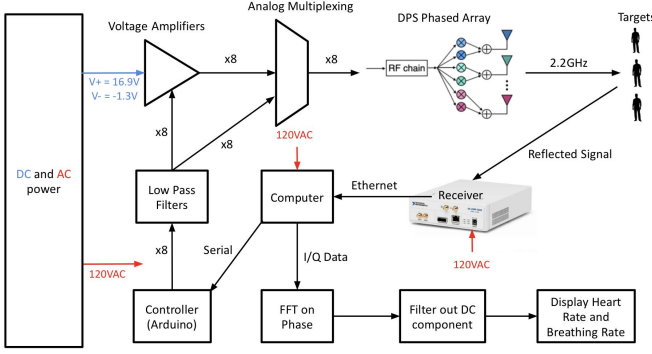 Analog Multiplexing
DPS Phased Array
Targets
Voltage Amplifiers
x8
x8
2.2GHz
V+ = 16.9V
V- = -1.3V
RF chain
x8
x8
120VAC
Reflected Signal
DC and AC
power
Low Pass
Filters
Computer
Ethernet
Receiver
x8
Serial
I/Q Data
120VAC
120VAC
Controller
(Arduino)
FFT on
Phase
Filter out DC
component
Display Heart
Rate and
Breathing Rate